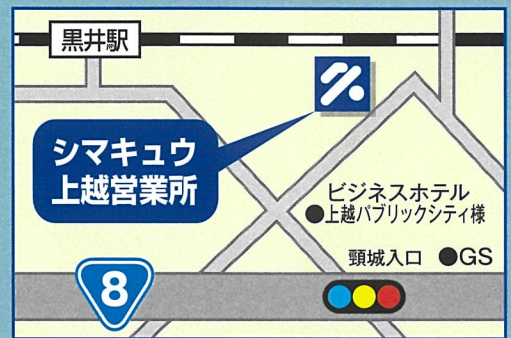 黒井駅
シマキュウ
上越営業所
ビジネスホテル
●上越パブリックシティ様
頸城入口 ●GS
8